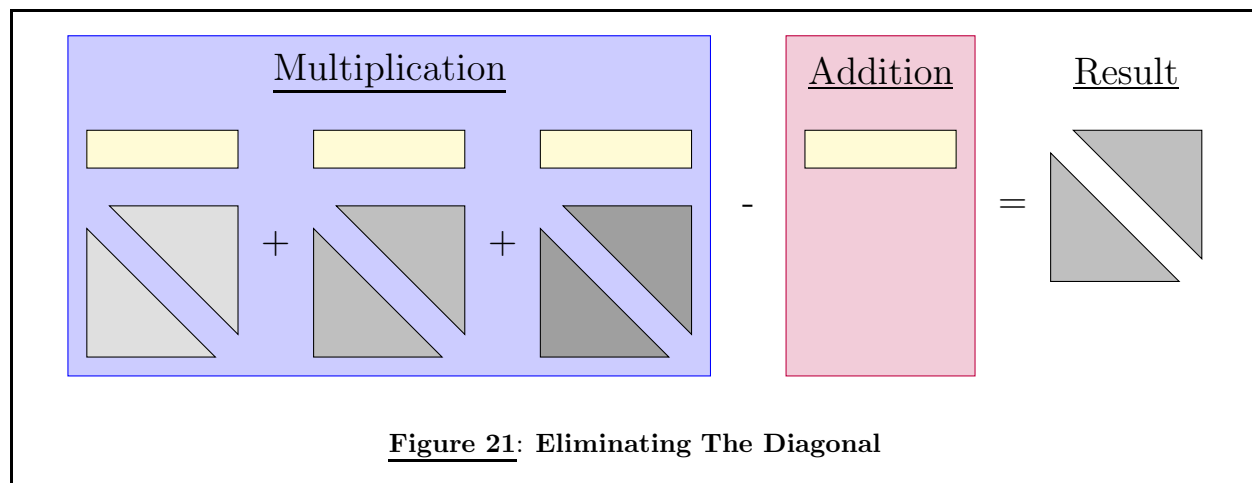 Multiplication
Addition
Result
+ + - =
Figure 21: Eliminating The Diagonal